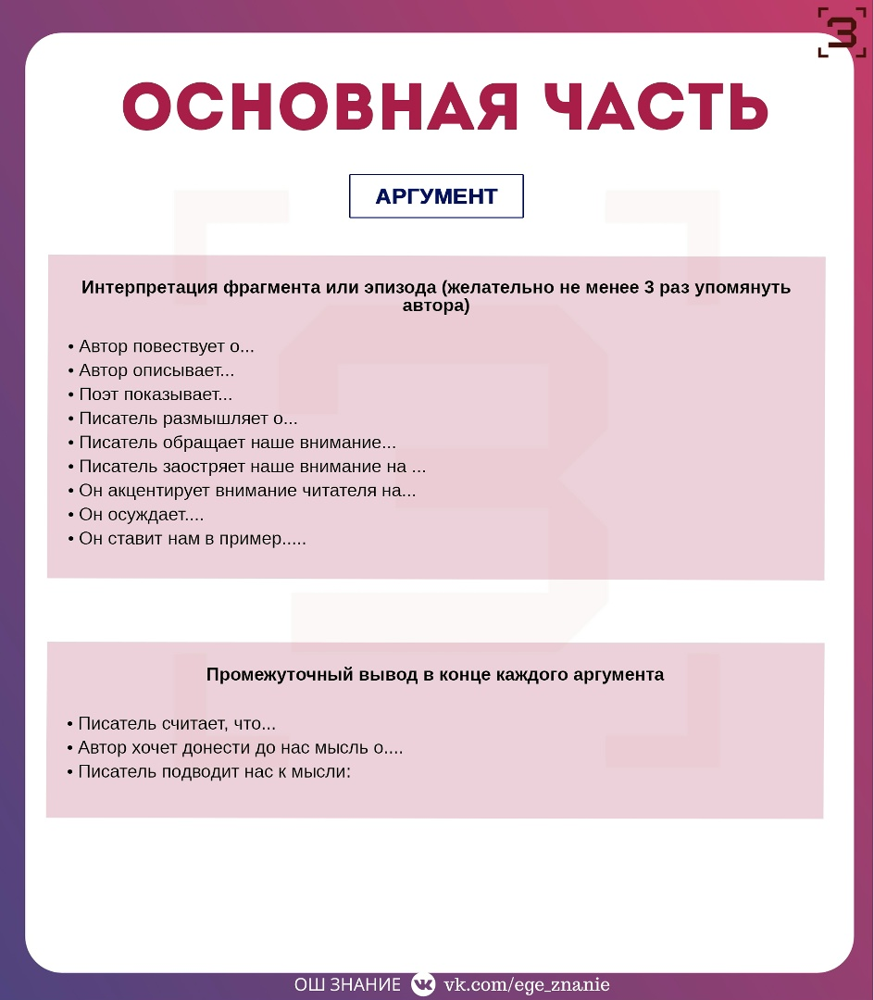 З
ОСНОВНАЯ ЧАСТЬ
АРГУМЕНТ
Интерпретация фрагмента или эпизода (желательно не менее 3 раз упомянуть
автора)
• Автор повествует о...
• Автор описывает...
• Поэт показывает...
• Писатель размышляет о...
• Писатель обращает наше внимание...
• Писатель заостряет наше внимание на ...
• Он акцентирует внимание читателя на...
• Он осуждает....
• Он ставит нам в пример.....
Промежуточный вывод в конце каждого аргумента
• Писатель считает, что...
• Автор хочет донести до нас мысль о....
• Писатель подводит нас к мысли:
ОШ ЗНАНИЕ vk.com/ege_znanie